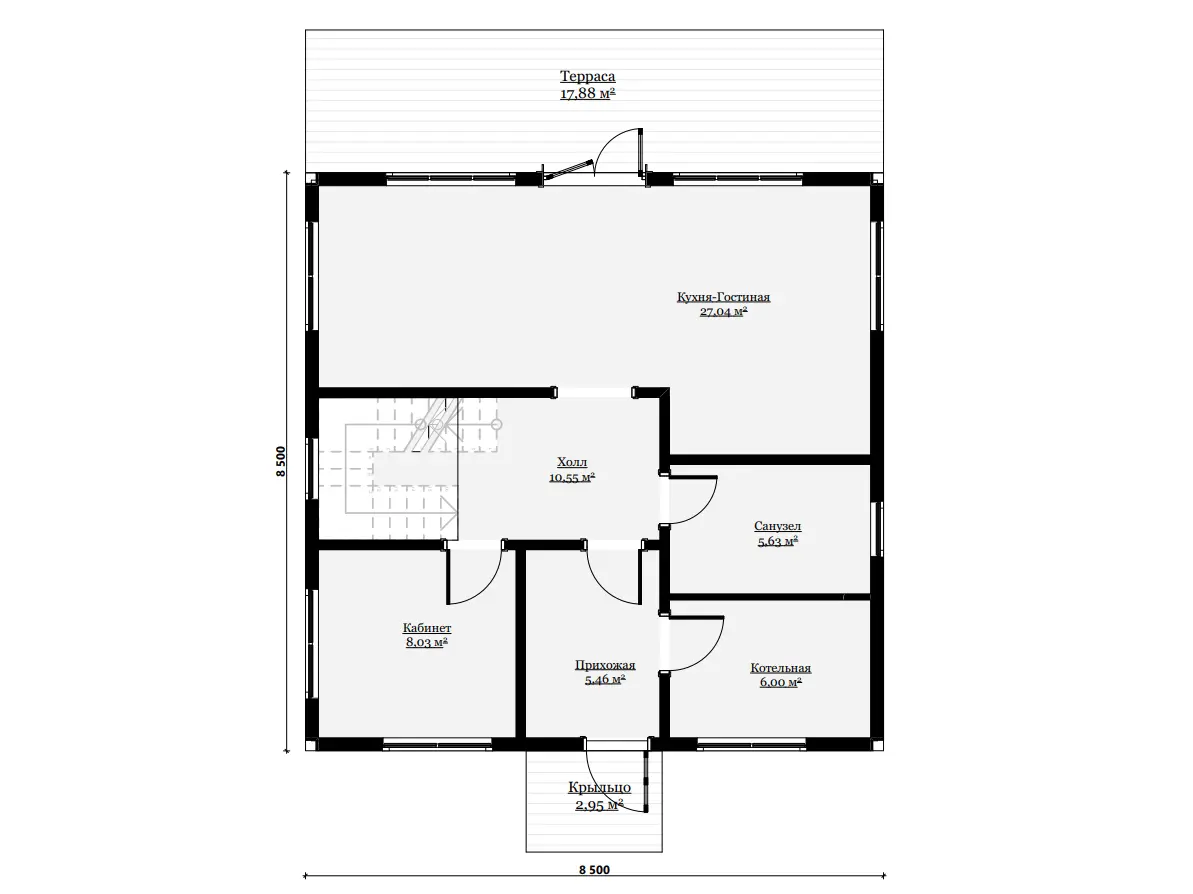 Терраса
17,88 м²
Кухня-Гостиная
27,04 м²
8 500
Холл
10,55 м²
Санузел
5,63 м²
Кабинет
8,03 м²
Прихожая
5,46 м²
Котельная
6,00 м²
Крыльцо
2,95 м²
8 500